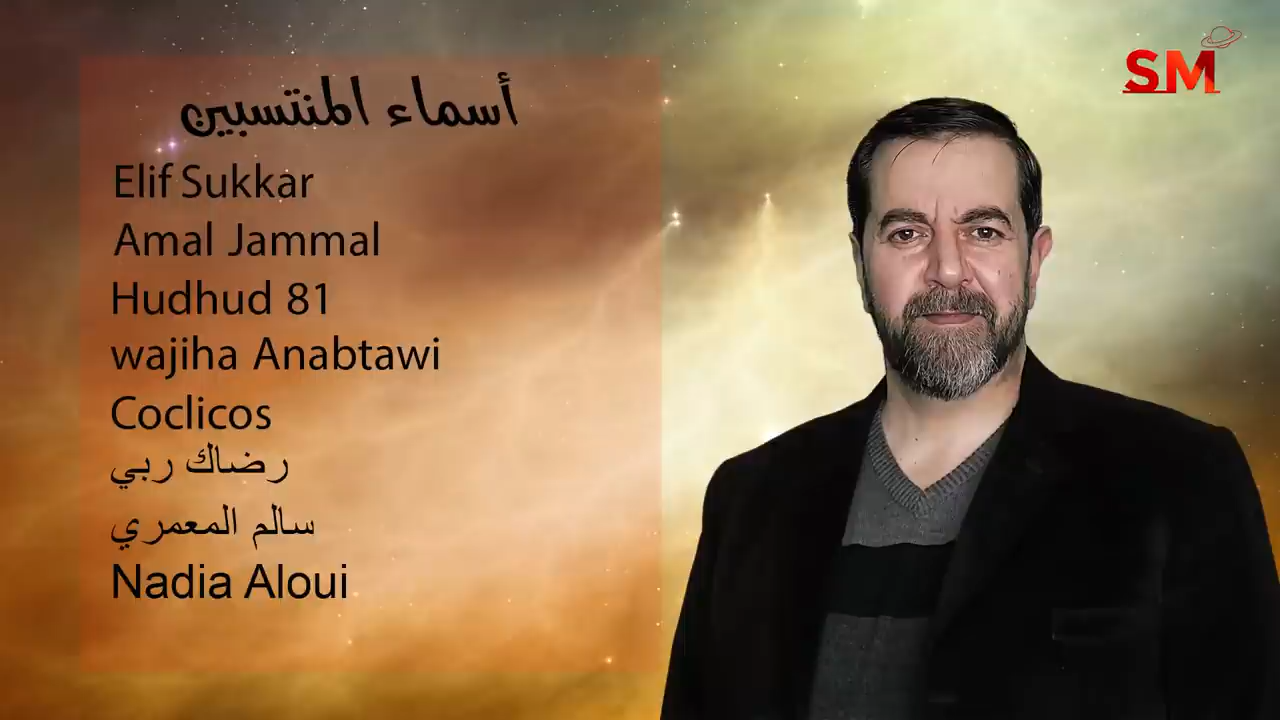 أسماء المنتسبين
Elif Sukkar
Amal Jammal
Hudhud 81
wajiha Anabtawi
Coclicos
رضاك ربي
سالم المعمري
Nadia Aloui
SM